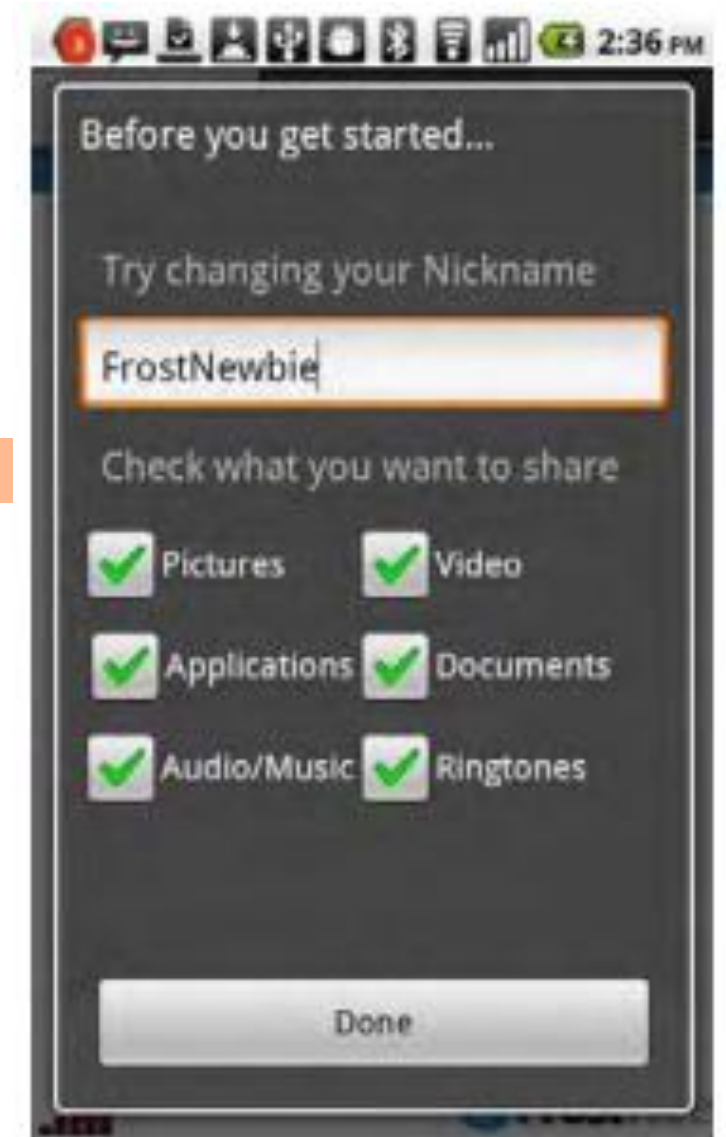 2:36 PM
Before you get started...
Try changing your Nickname
FrostNewbie
Check what you want to share
Pictures Video
Applications Documents
Audio/Music Ringtones
Done